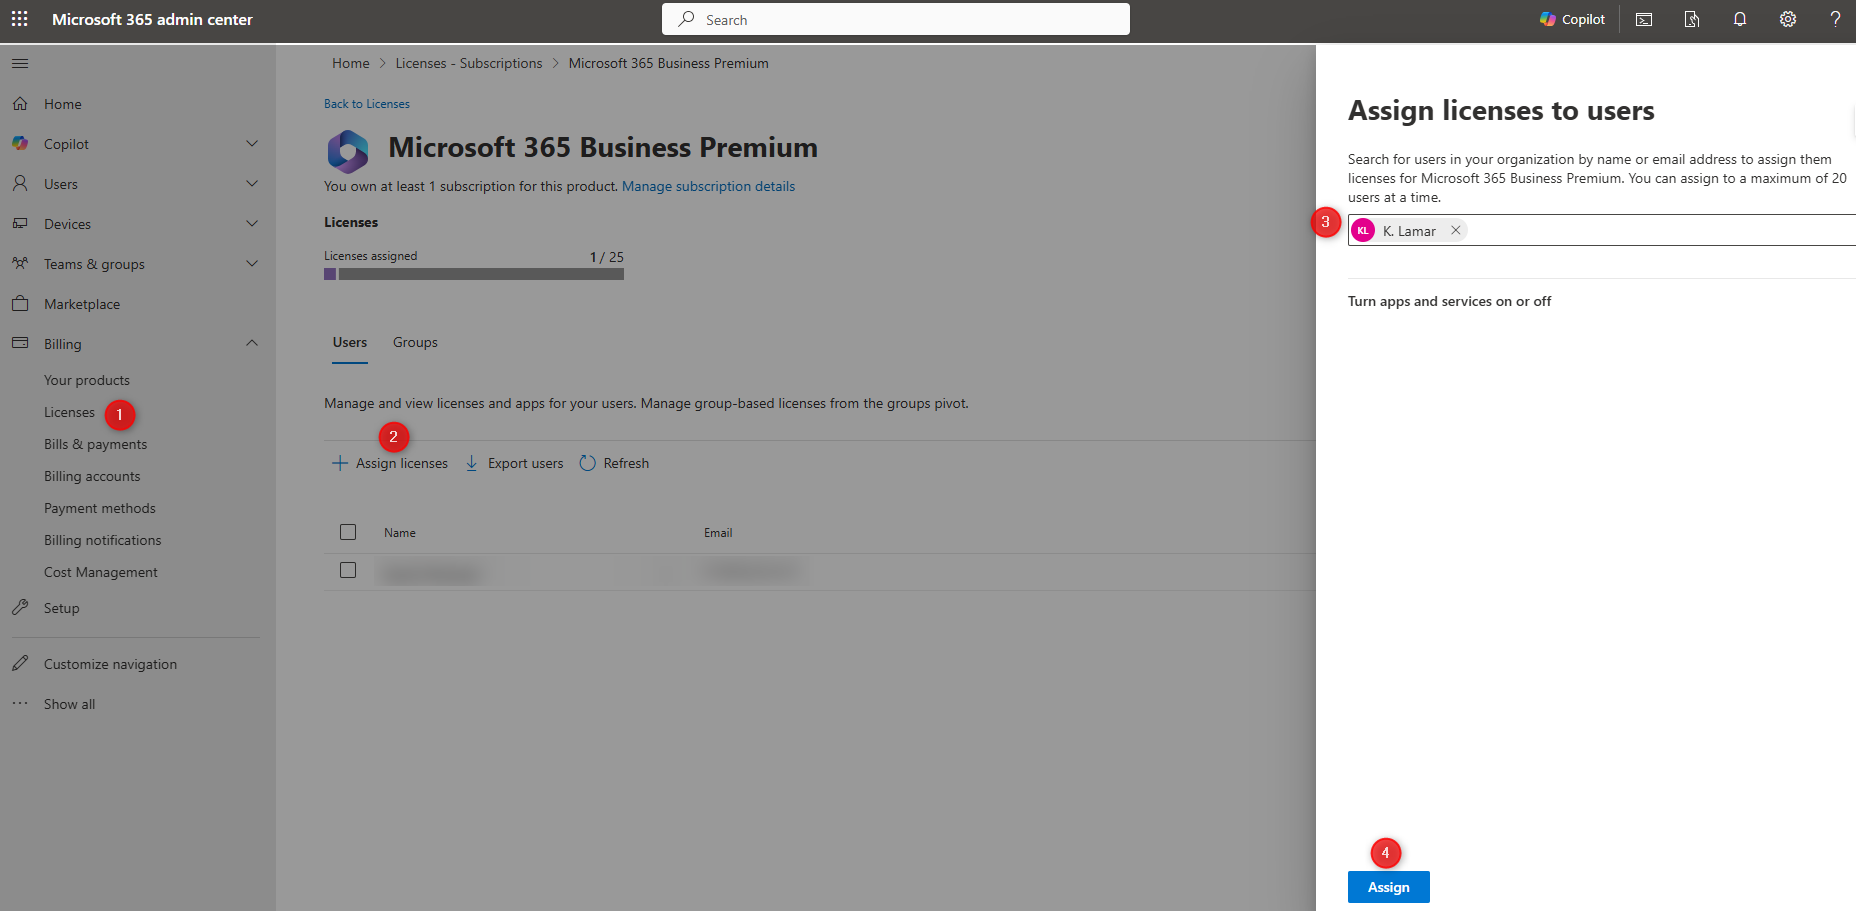 Microsoft 365 admin center
Search
Copilot
Home
Copilot
Users
Devices
Teams & groups
Marketplace
Billing
Your products
Licenses 1
Bills & payments
Billing accounts
Payment methods
Billing notifications
Cost Management
Setup
Customize navigation
Show all
Home > Licenses - Subscriptions > Microsoft 365 Business Premium
Back to Licenses
Microsoft 365 Business Premium
You own at least 1 subscription for this product. Manage subscription details
Licenses
Licenses assigned 1 / 25
Users Groups
Manage and view licenses and apps for your users. Manage group-based licenses from the groups pivot.
2
Assign licenses Export users Refresh
Name Email
Assign licenses to users
Search for users in your organization by name or email address to assign them
licenses for Microsoft 365 Business Premium. You can assign to a maximum of 20
users at a time.
3 KL K. Lamar
Turn apps and services on or off
4
Assign